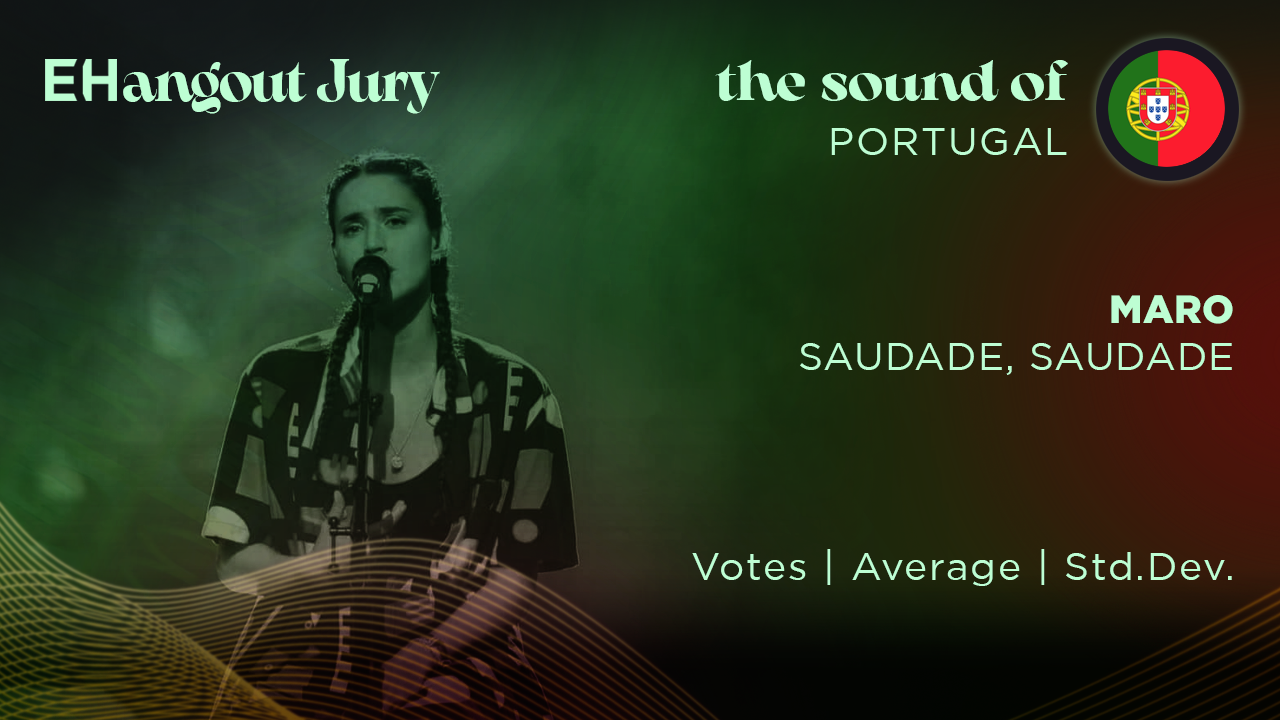 EHangout Jury
the sound of
PORTUGAL
MARO
SAUDADE, SAUDADE
Votes | Average | Std.Dev.